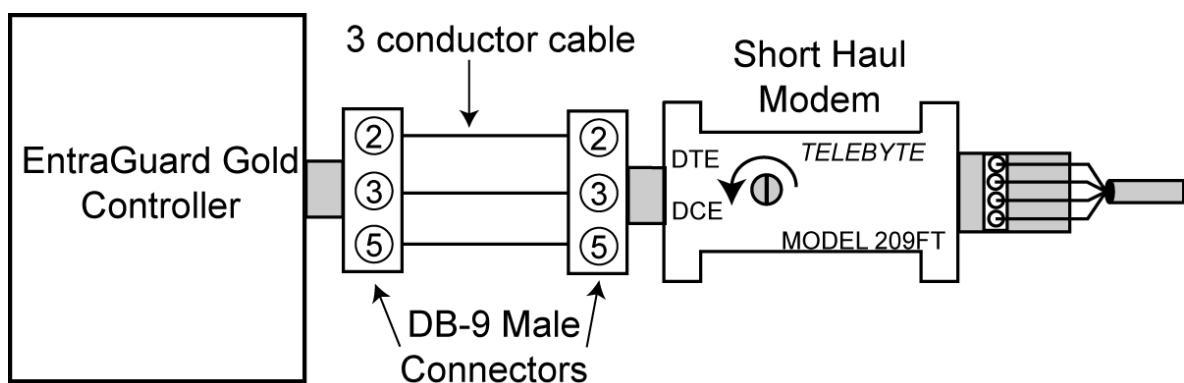 3 conductor cable
Short Haul
Modem
EntraGuard Gold
Controller
2
3
5
2
3
5
DTE
DCE
TELEBYTE
MODEL 209FT
DB-9 Male
Connectors